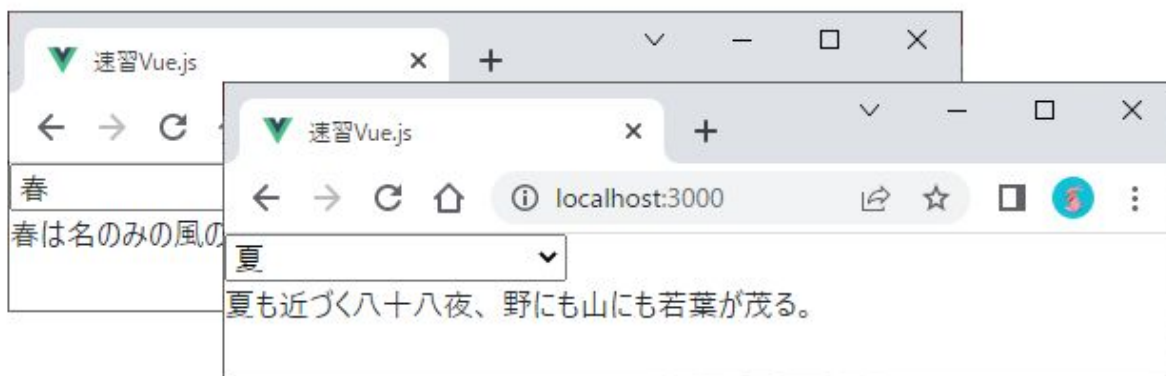 速習Vue.js
春
春は名のみの風の
速習Vue.js
localhost:3000
夏
夏も近づく八十八夜、野にも山にも若葉が茂る。